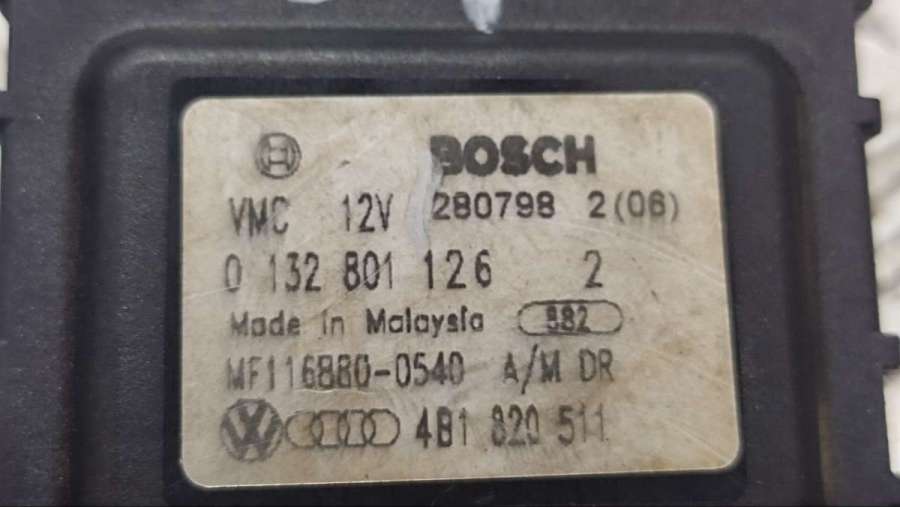 BOSCH
VMC 12V 280798 2(06)
0 132 801 126 2
Made in Malaysia 882
MF116880-0540 A/M DR
4B1 820 511